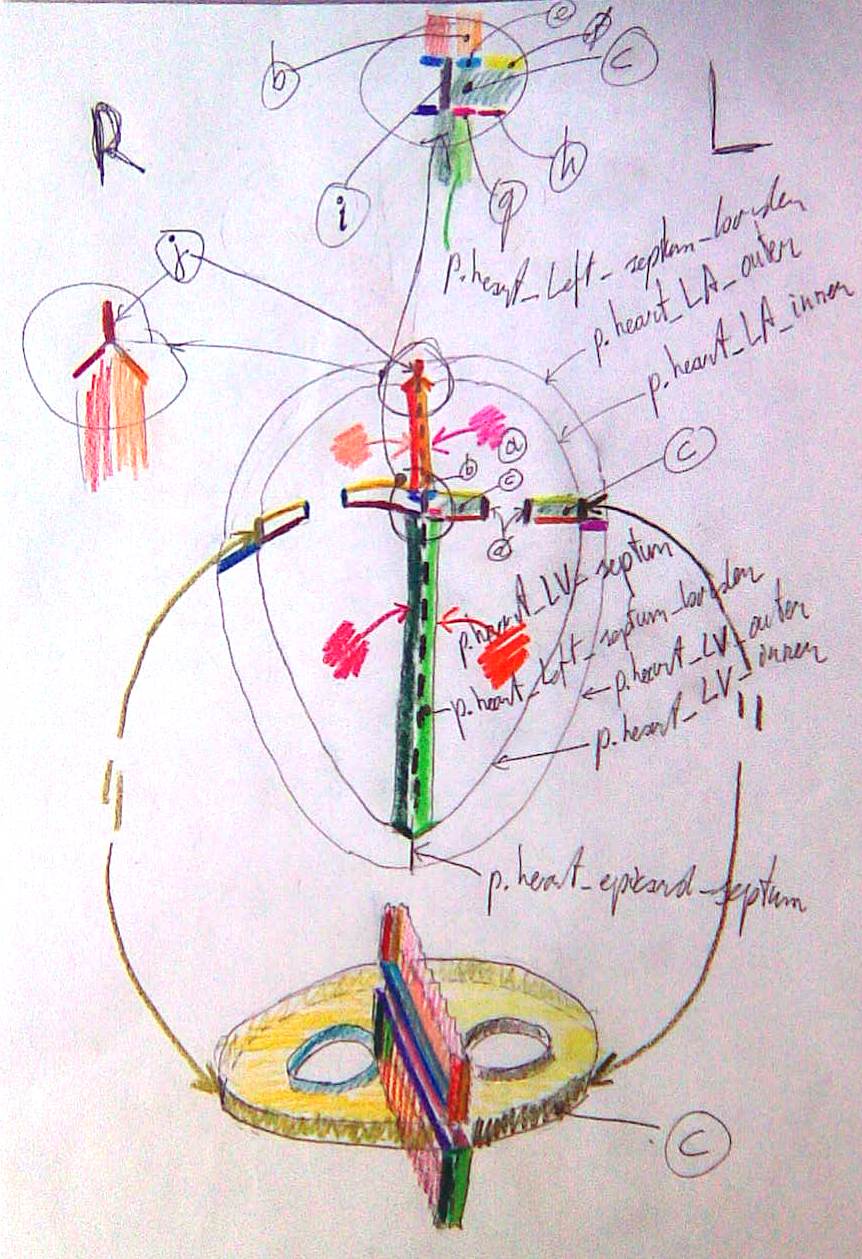 e
b
c
R
L
i
g
h
p.heart_Left_septum_border
j
p.heart_LA_outer
p.heart_LA_inner
a
b
c
c
d
p.heart_LV_septum
p.heart_left_septum_border
p.heart_LV_outer
p.heart_LV_inner
p.heart_epicard_septum
c